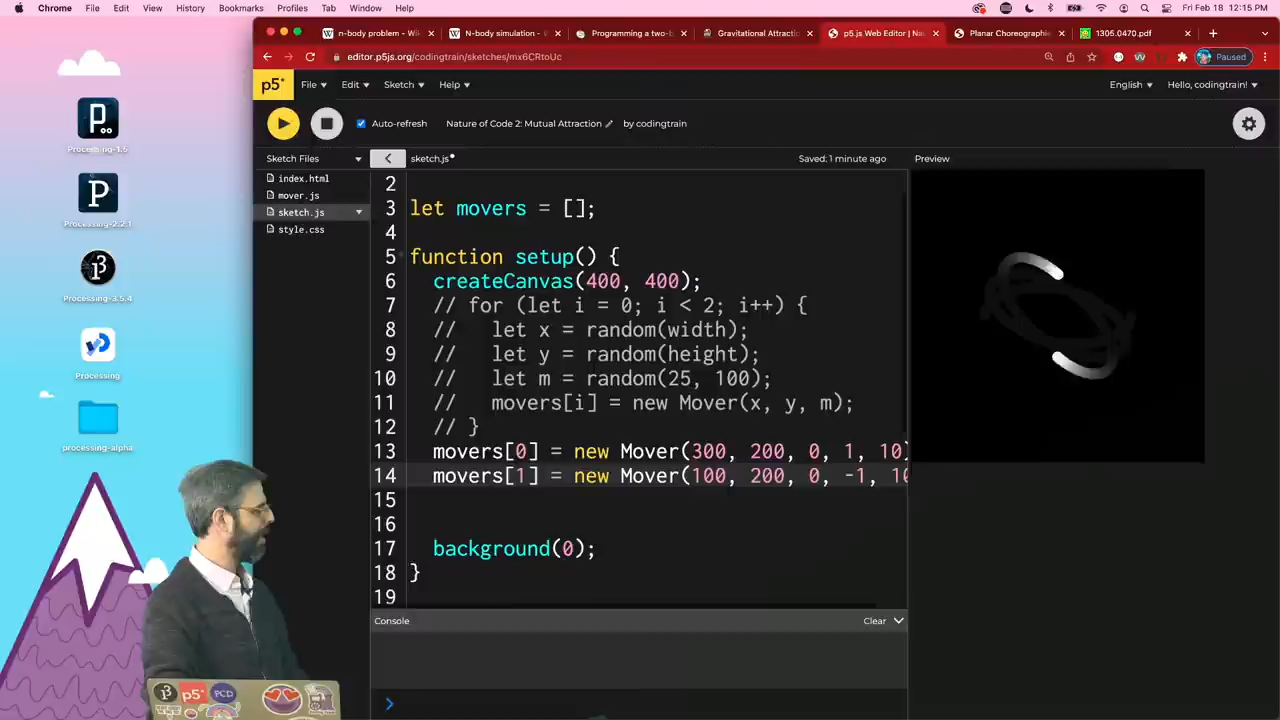 Chrome File Edit View History Bookmarks Profiles Tab Window Help Fri Feb 18 12:15 PM
n-body problem - Wi N-body simulation - W Programming a two-b Gravitational Attractio p5.js Web Editor | Na Planar Choreographie 1305.0470.pdf
editor.p5js.org/codingtrain/sketches/mx6CRtoUc Paused
p5* File Edit Sketch Help English Hello, codingtrain!
Auto-refresh Nature of Code 2: Mutual Attraction by codingtrain
Sketch Files sketch.js Saved: 1 minute ago Preview
index.html
mover.js
sketch.js
style.css
2
3 let movers = [];
4
5 function setup() {
6 createCanvas(400, 400);
7 // for (let i = 0; i < 2; i++) {
8 // let x = random(width);
9 // let y = random(height);
10 // let m = random(25, 100);
11 // movers[i] = new Mover(x, y, m);
12 // }
13 movers[0] = new Mover(300, 200, 0, 1, 10)
14 movers[1] = new Mover(100, 200, 0, -1, 10
15
16
17 background(0);
18 }
19
Console Clear
Processing-1.5
Processing-2.2.1
Processing-3.5.4
Processing
processing-alpha
p5*
PCD